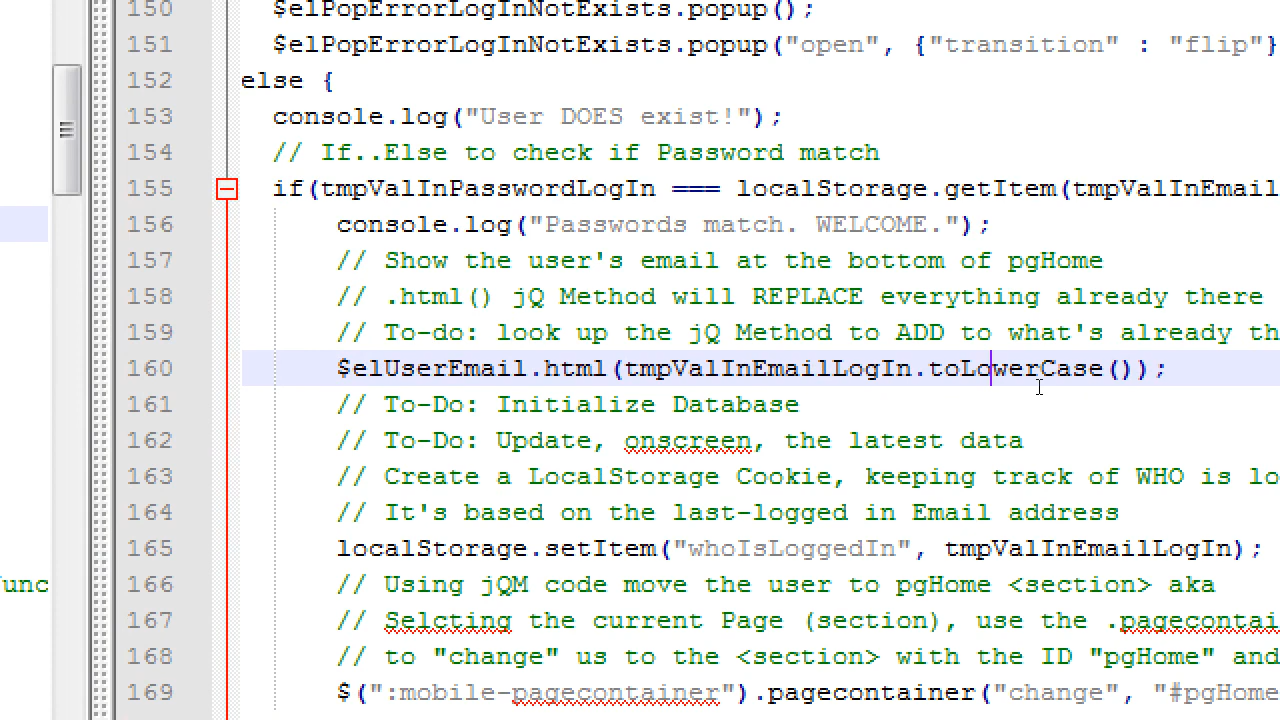 150 $elPopErrorLogInNotExists.popup();
151 $elPopErrorLogInNotExists.popup("open", {"transition" : "flip"}
152 else {
153 console.log("User DOES exist!");
154 // If..Else to check if Password match
155 if(tmpValInPasswordLogIn === localStorage.getItem(tmpValInEmail
156 console.log("Passwords match. WELCOME.");
157 // Show the user's email at the bottom of pgHome
158 // .html() jQ Method will REPLACE everything already there
159 // To-do: look up the jQ Method to ADD to what's already th
160 $elUserEmail.html(tmpValInEmailLogIn.toLowerCase());
161 // To-Do: Initialize Database
162 // To-Do: Update, onscreen, the latest data
163 // Create a LocalStorage Cookie, keeping track of WHO is lo
164 // It's based on the last-logged in Email address
165 localStorage.setItem("whoIsLoggedIn", tmpValInEmailLogIn);
unc 166 // Using jQM code move the user to pgHome <section> aka
167 // Selcting the current Page (section), use the .pagecontai
168 // to "change" us to the <section> with the ID "pgHome" and
169 $(":mobile-pagecontainer").pagecontainer("change", "#pgHome